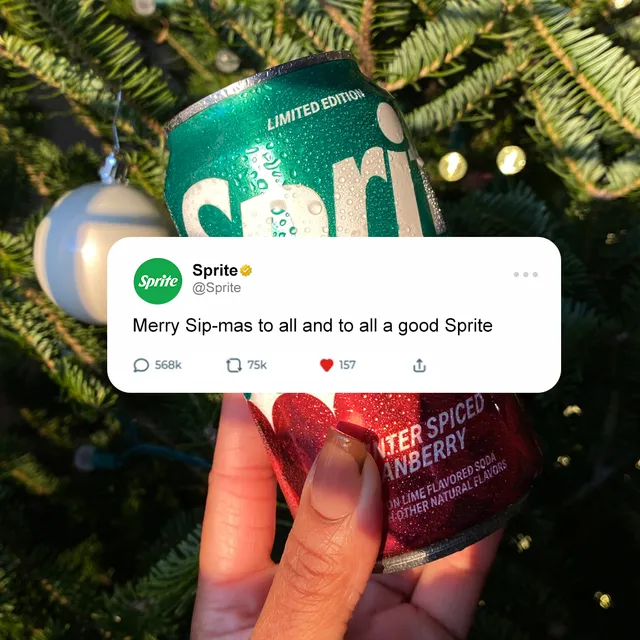 LIMITED EDITION
Sprit
Sprite
Sprite
@Sprite
Merry Sip-mas to all and to all a good Sprite
568k
75k
157
NTER SPICED
ANBERRY
N LIME FLAVORED SODA
OTHER NATURAL FLAVORS